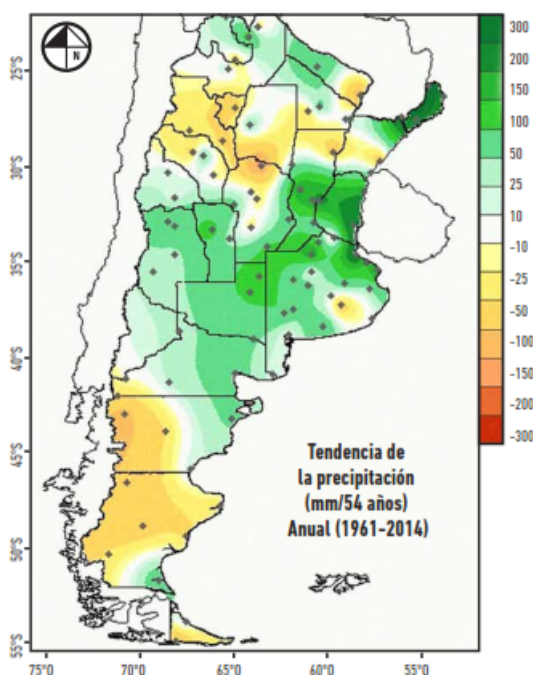 N
25°S
30°S
35°S
40°S
45°S
50°S
55°S
75°O
70°O
65°O
60°O
55°O
300
200
150
100
50
25
10
-10
-25
-50
-100
-150
-200
-300
Tendencia de
la precipitación
(mm/54 años)
Anual (1961-2014)